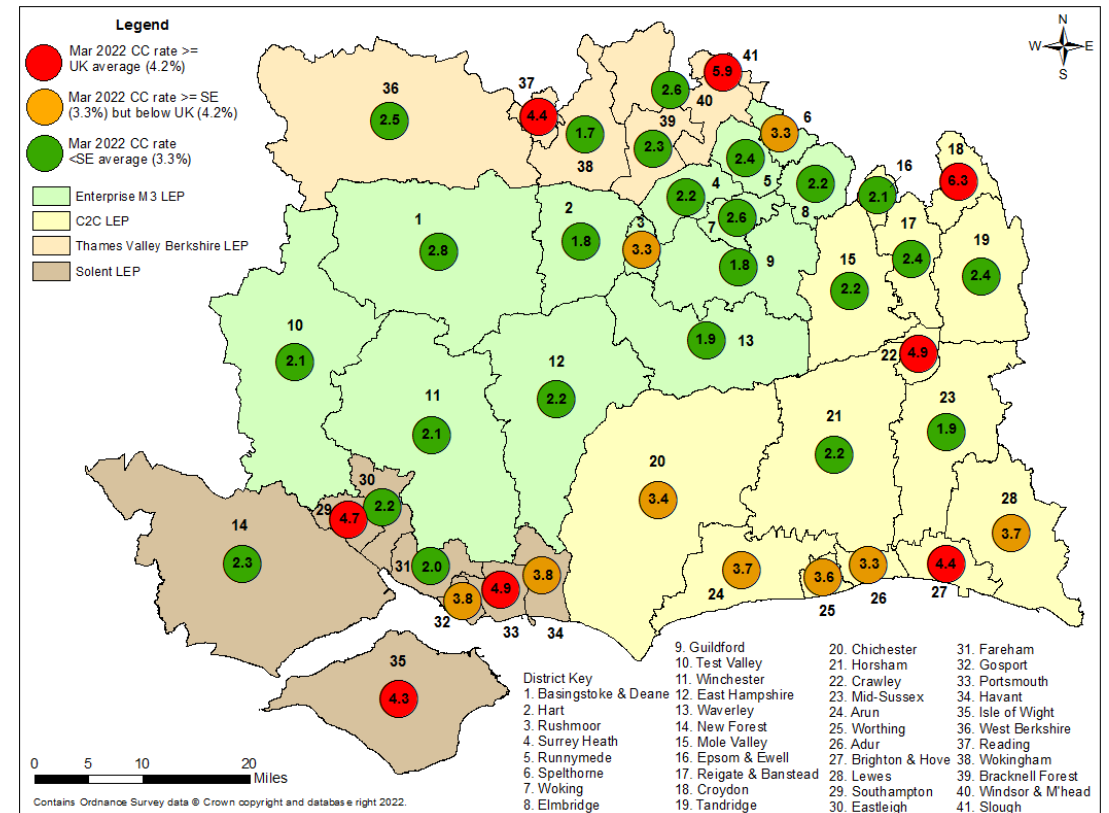 Legend
Mar 2022 CC rate >=
UK average (4.2%)
Mar 2022 CC rate >= SE
(3.3%) but below UK (4.2%)
Mar 2022 CC rate
<SE average (3.3%)
Enterprise M3 LEP
C2C LEP
Thames Valley Berkshire LEP
Solent LEP
N
W E
S
36
2.5
37
4.4
38
1.7
39
2.3
40
2.6
41
5.9
1
2.8
2
1.8
3
3.3
4
2.2
5
2.4
6
3.3
7
2.6
8
2.2
9
1.8
10
2.1
11
2.1
12
2.2
13
1.9
14
2.3
15
2.2
16
2.1
17
2.4
18
6.3
19
2.4
20
3.4
21
2.2
22
4.9
23
1.9
24
3.7
25
3.6
26
3.3
27
4.4
28
3.7
29
4.7
30
2.2
31
2.0
32
3.8
33
4.9
34
3.8
35
4.3
District Key
1. Basingstoke & Deane
2. Hart
3. Rushmoor
4. Surrey Heath
5. Runnymede
6. Spelthorne
7. Woking
8. Elmbridge
9. Guildford
10. Test Valley
11. Winchester
12. East Hampshire
13. Waverley
14. New Forest
15. Mole Valley
16. Epsom & Ewell
17. Reigate & Banstead
18. Croydon
19. Tandridge
20. Chichester
21. Horsham
22. Crawley
23. Mid-Sussex
24. Arun
25. Worthing
26. Adur
27. Brighton & Hove
28. Lewes
29. Southampton
30. Eastleigh
31. Fareham
32. Gosport
33. Portsmouth
34. Havant
35. Isle of Wight
36. West Berkshire
37. Reading
38. Wokingham
39. Bracknell Forest
40. Windsor & M'head
41. Slough
0 5 10 20
Miles
Contains Ordnance Survey data © Crown copyright and database right 2022.